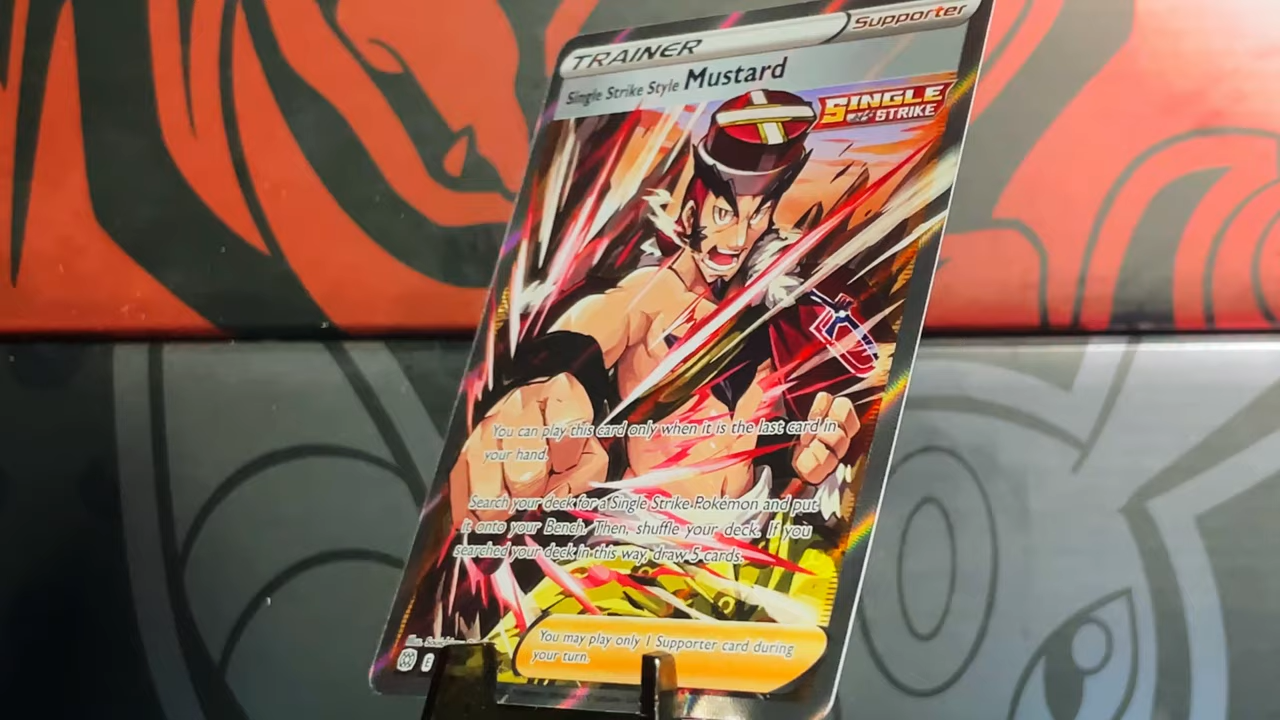 TRAINER
Supporter
Single Strike Style Mustard
SINGLE
STRIKE
You can play this card only when it is the last card in
your hand.
Search your deck for a Single Strike Pokémon and put
it onto your Bench. Then, shuffle your deck. If you
searched your deck in this way, draw 5 cards.
You may play only 1 Supporter card during
your turn.
Illus.
E